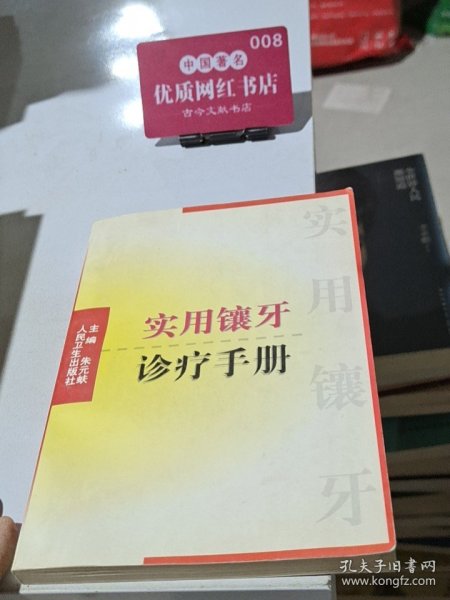 008
中国著名
优质网红书店
古今文献书店
实用镶牙
实用镶牙
诊疗手册
主编 朱元献
人民卫生出版社
孔夫子旧书网
www.kongfz.com